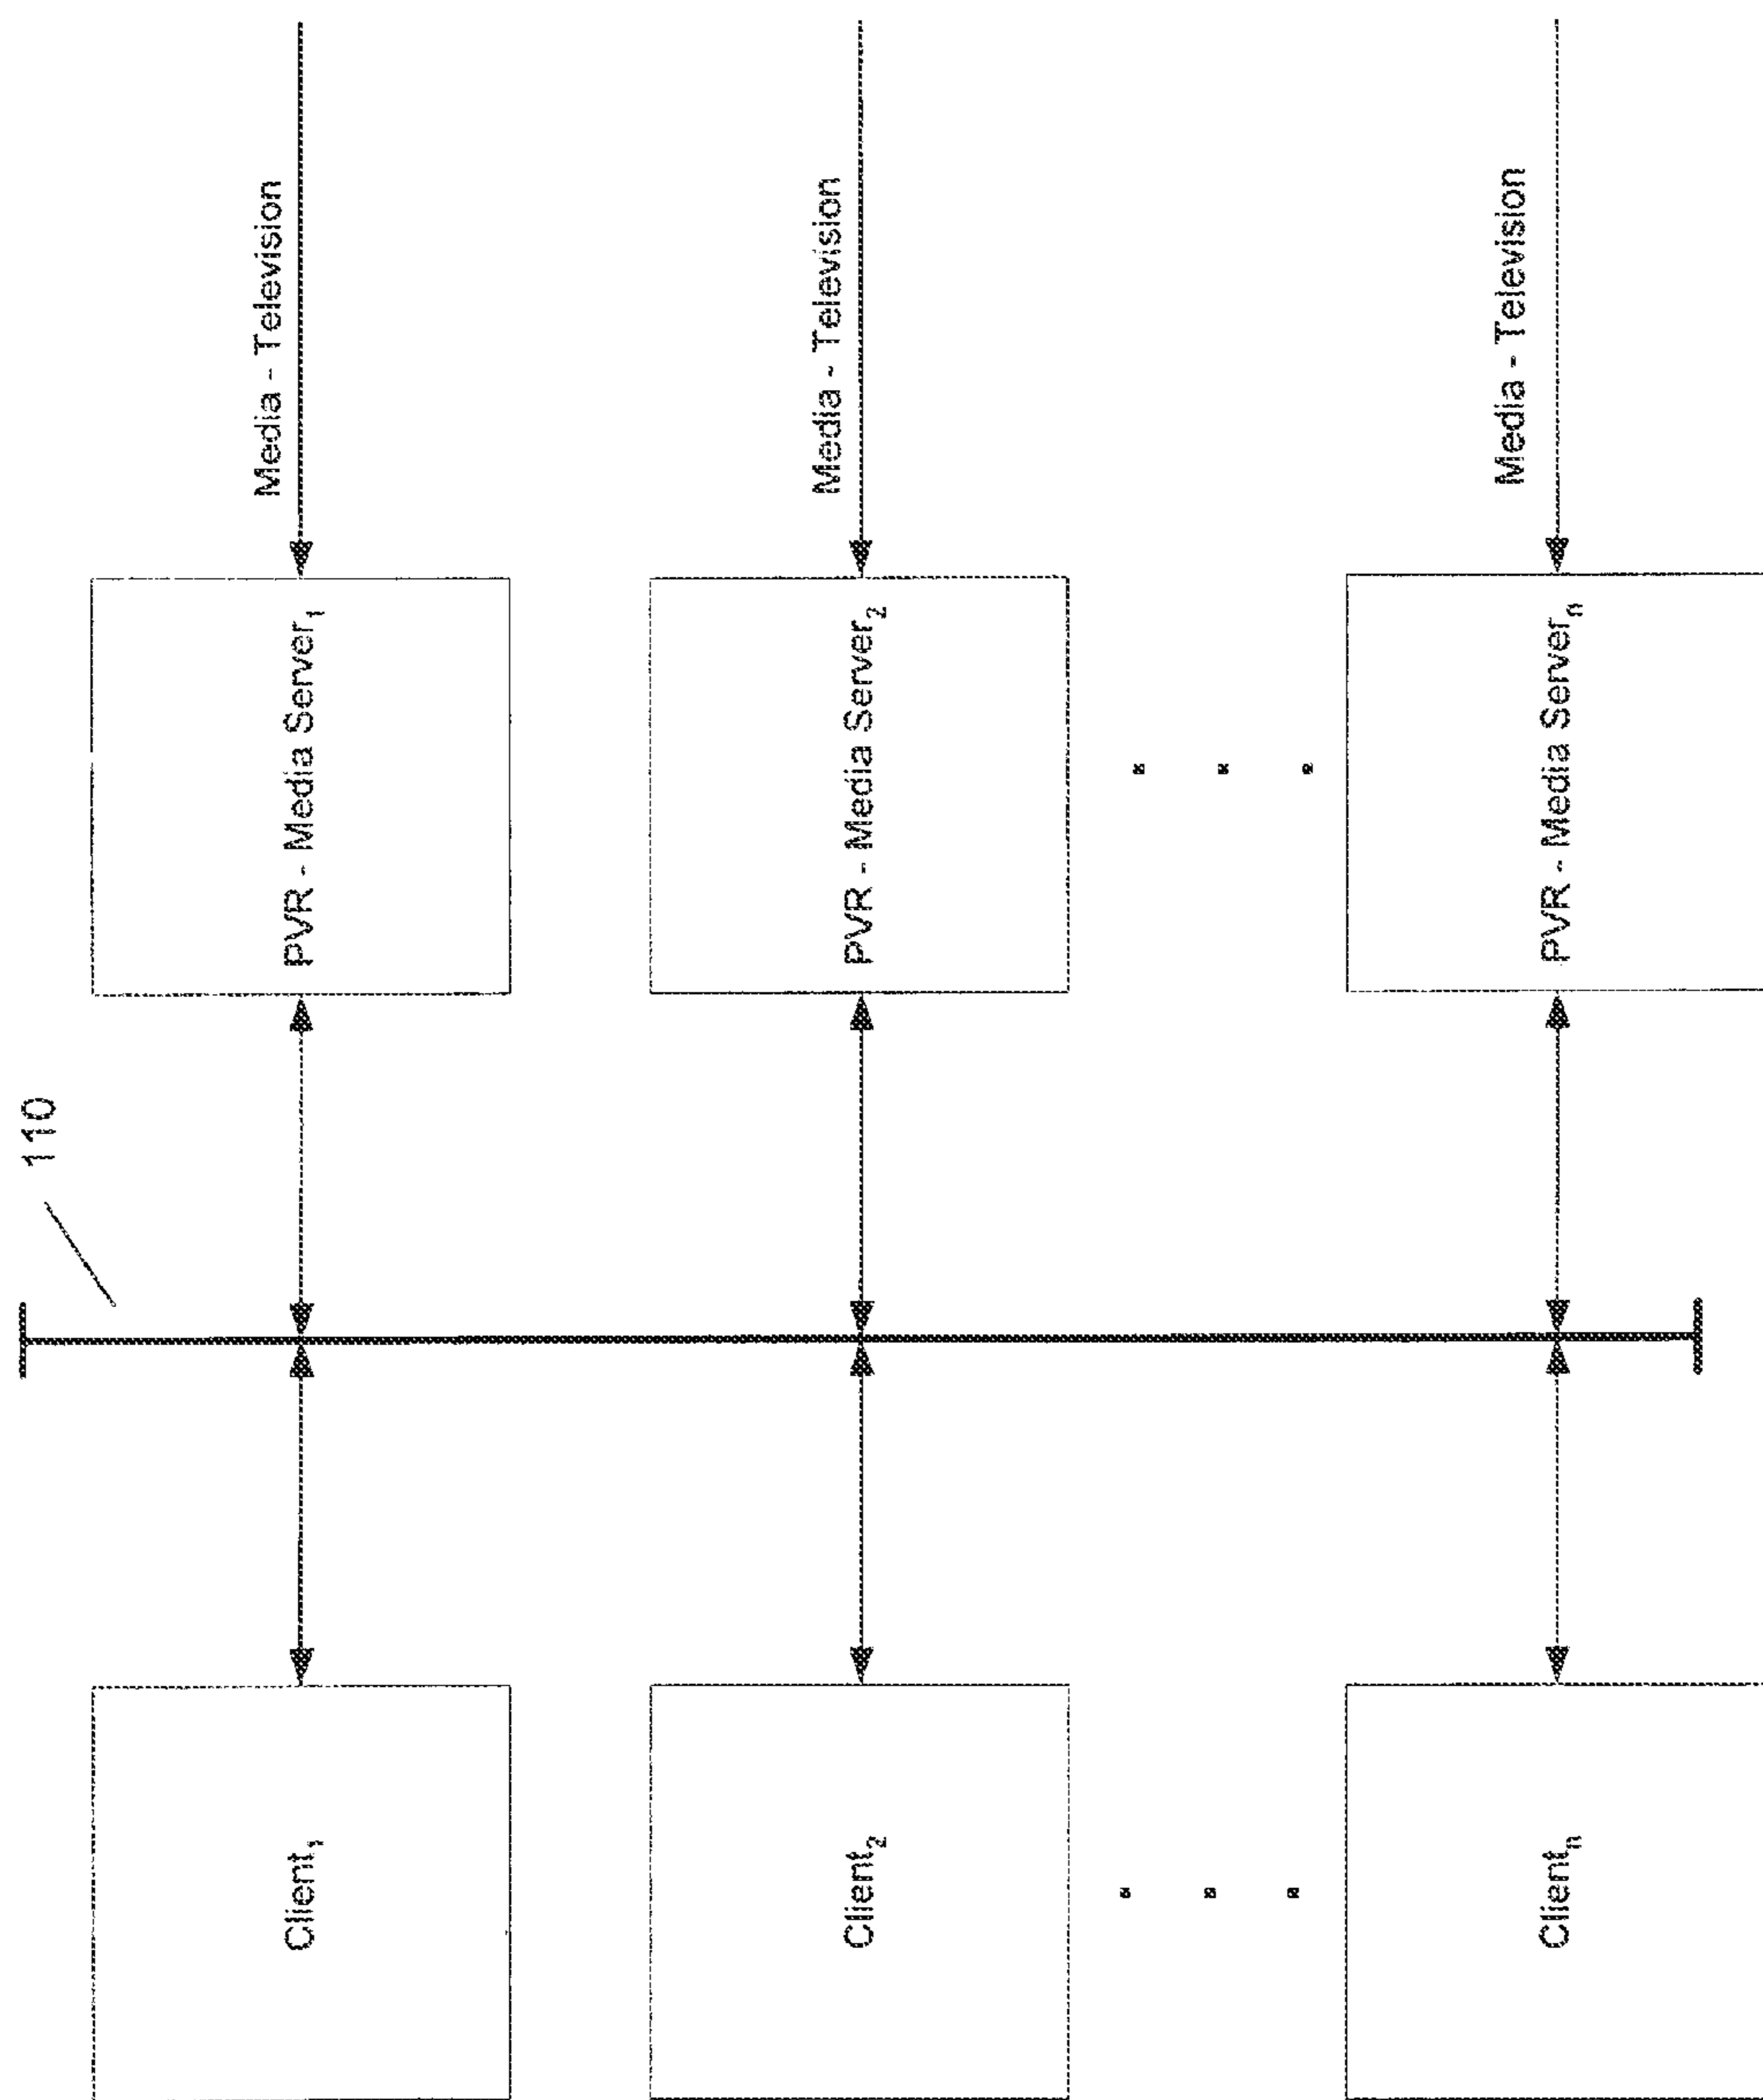 110
Media - Television
PVR - Media Server₁
Client₁
Media - Television
PVR - Media Server₂
Client₂
Media - Television
PVR - Media Serverₙ
Clientₙ